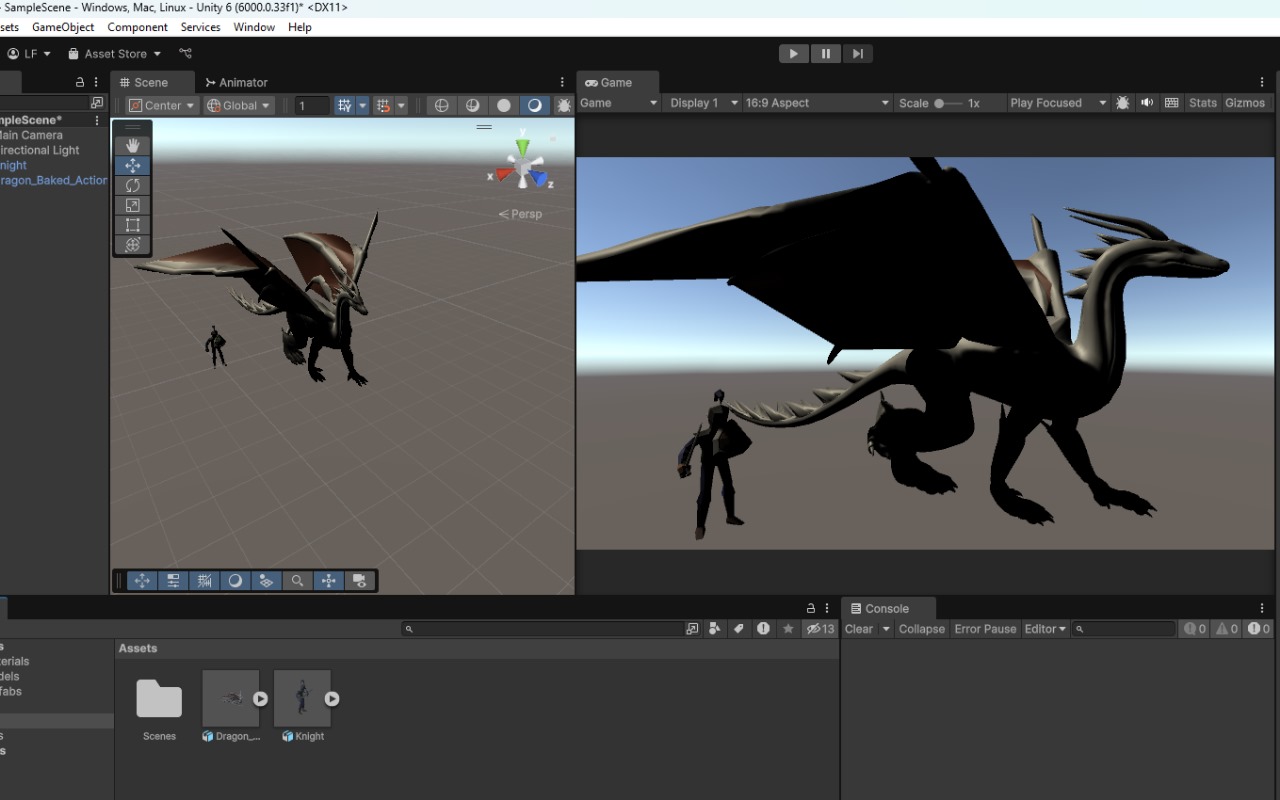 - SampleScene - Windows, Mac, Linux - Unity 6 (6000.0.33f1)* <DX11>
sets GameObject Component Services Window Help
LF Asset Store
Scene Animator
Game
Center Global 1
Game Display 1 16:9 Aspect Scale 1x Play Focused Stats Gizmos
mpleScene*
Main Camera
irectional Light
night
ragon_Baked_Action
y
x
z
< Persp
Console
13
Clear Collapse Error Pause Editor 0 0 0
s
Assets
terials
dels
fabs
s
s
Scenes
Dragon_...
Knight